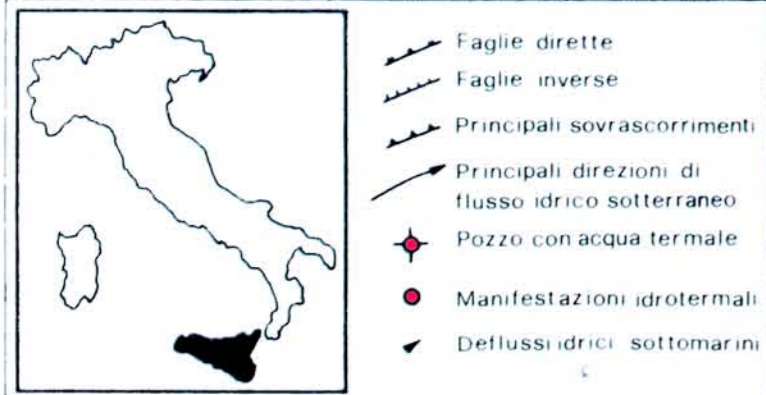 Faglie dirette
Faglie inverse
Principali sovrascorrimenti
Principali direzioni di
flusso idrico sotterraneo
Pozzo con acqua termale
Manifestazioni idrotermali
Deflussi idrici sottomarini